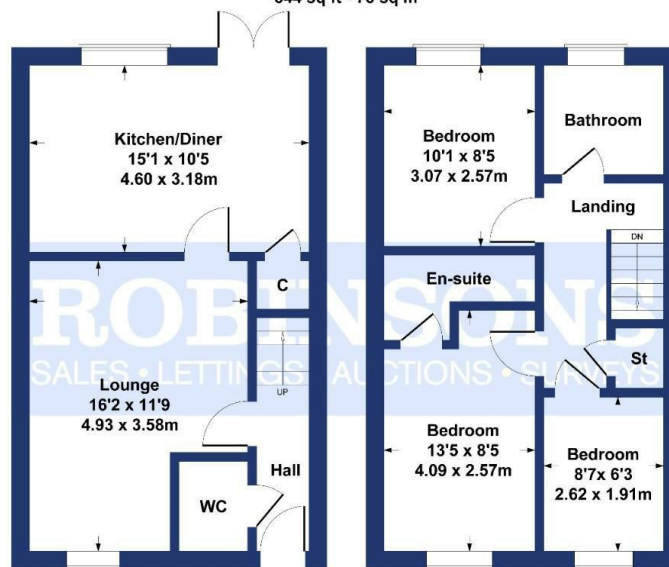 Kitchen/Diner
15'1 x 10'5
4.60 x 3.18m
C
Lounge
16'2 x 11'9
4.93 x 3.58m
UP
Hall
WC
Bedroom
10'1 x 8'5
3.07 x 2.57m
Bathroom
Landing
DN
En-suite
St
Bedroom
13'5 x 8'5
4.09 x 2.57m
Bedroom
8'7x 6'3
2.62 x 1.91m
ROBINSONS
SALES • LETTINGS • AUCTIONS • SURVEYS